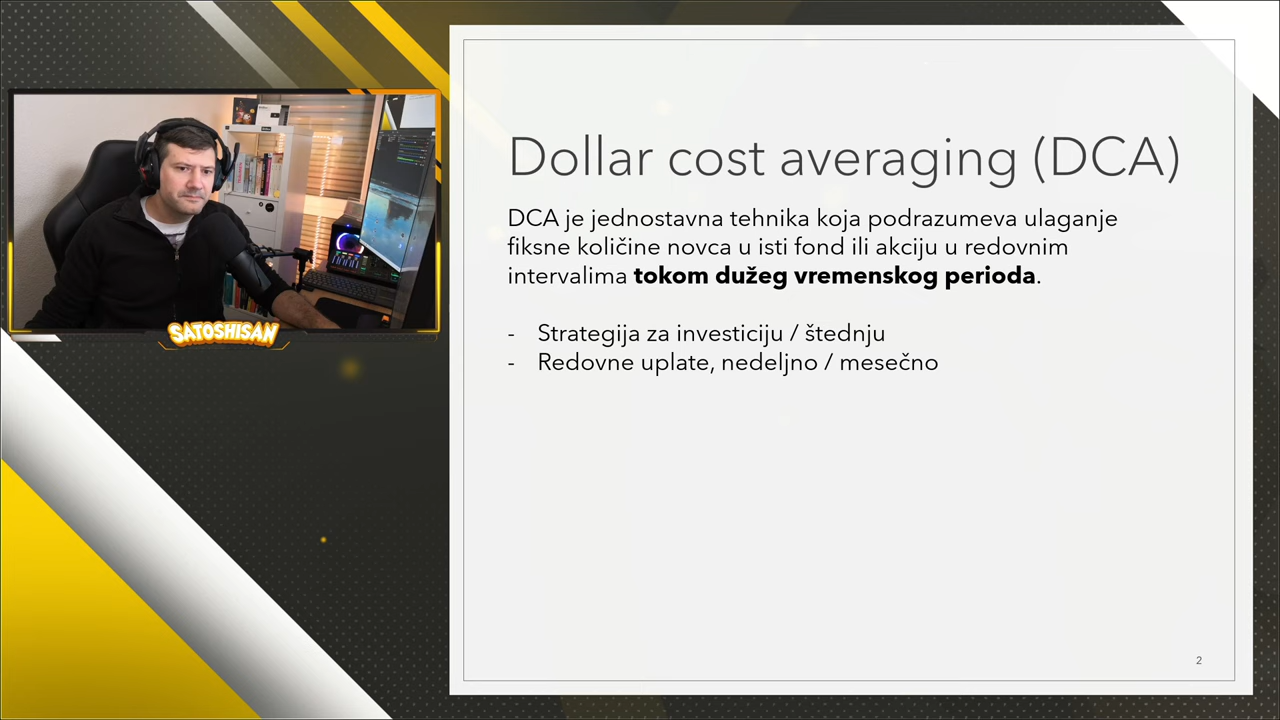 SATOSHISAN
Dollar cost averaging (DCA)
DCA je jednostavna tehnika koja podrazumeva ulaganje
fiksne količine novca u isti fond ili akciju u redovnim
intervalima tokom dužeg vremenskog perioda.
- Strategija za investiciju / štednju
- Redovne uplate, nedeljno / mesečno
2